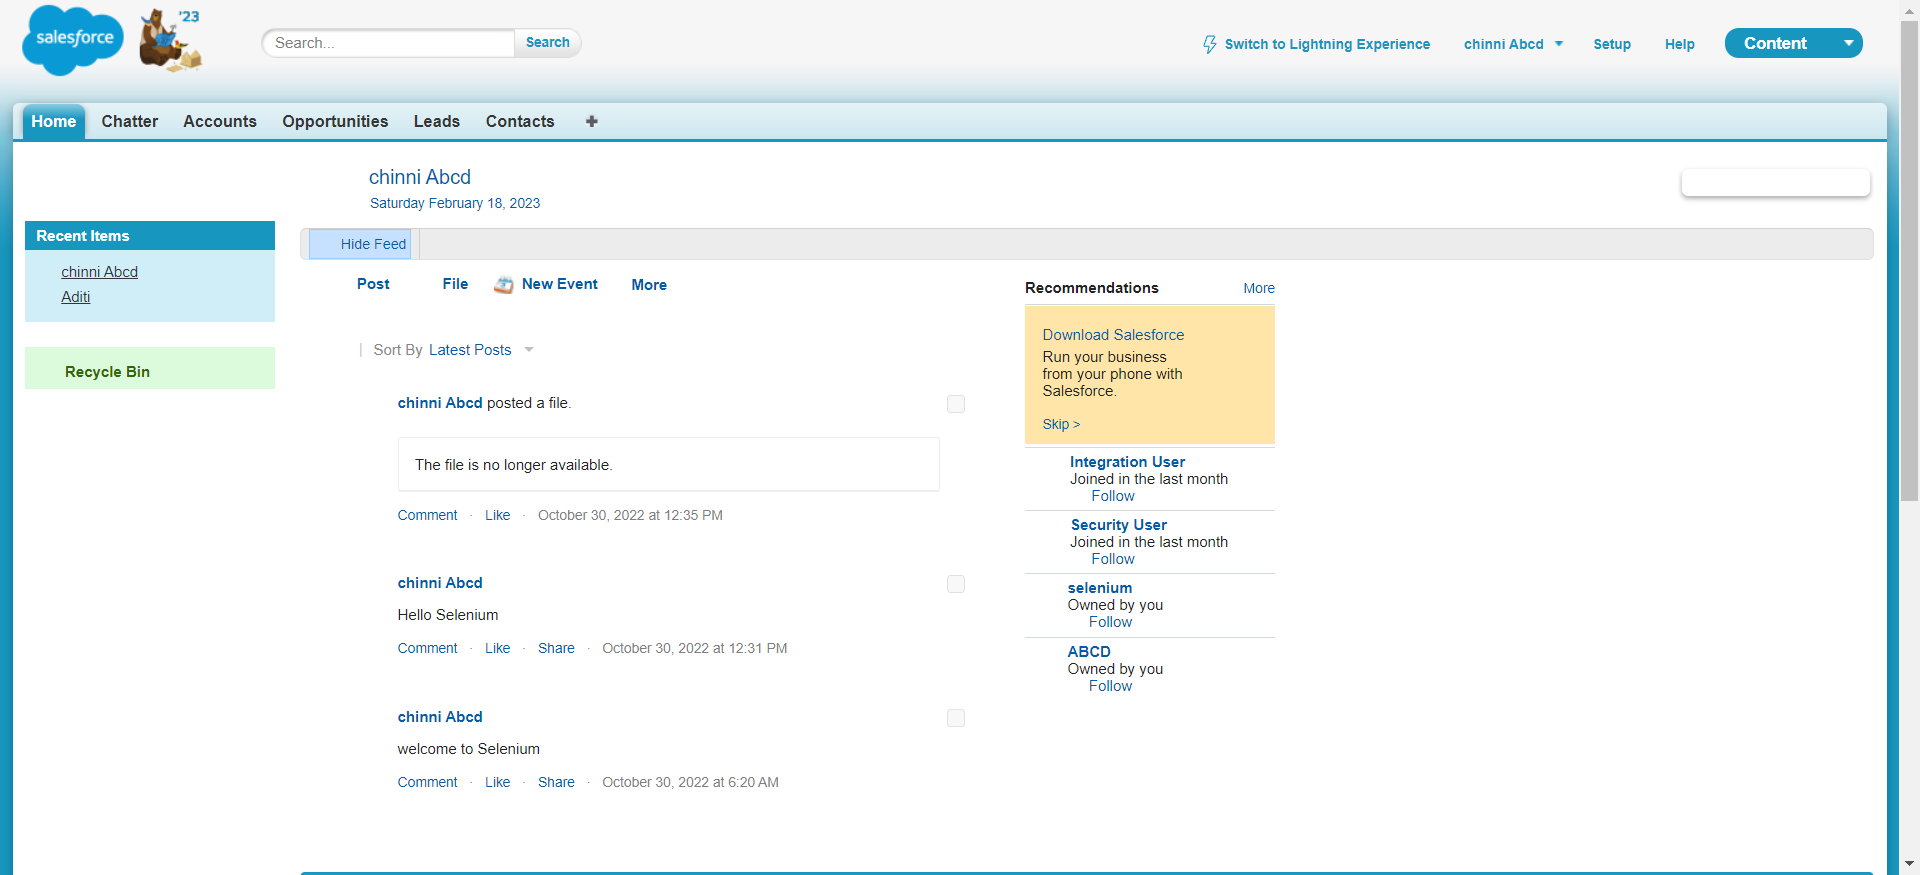 salesforce
'23
Search...
Search
Switch to Lightning Experience
chinni Abcd
Setup
Help
Content
Home
Chatter
Accounts
Opportunities
Leads
Contacts
chinni Abcd
Saturday February 18, 2023
Recent Items
chinni Abcd
Aditi
Recycle Bin
Hide Feed
Post
File
New Event
More
Sort By Latest Posts
chinni Abcd posted a file.
The file is no longer available.
Comment · Like · October 30, 2022 at 12:35 PM
chinni Abcd
Hello Selenium
Comment · Like · Share · October 30, 2022 at 12:31 PM
chinni Abcd
welcome to Selenium
Comment · Like · Share · October 30, 2022 at 6:20 AM
Recommendations
More
Download Salesforce
Run your business
from your phone with
Salesforce.
Skip >
Integration User
Joined in the last month
Follow
Security User
Joined in the last month
Follow
selenium
Owned by you
Follow
ABCD
Owned by you
Follow